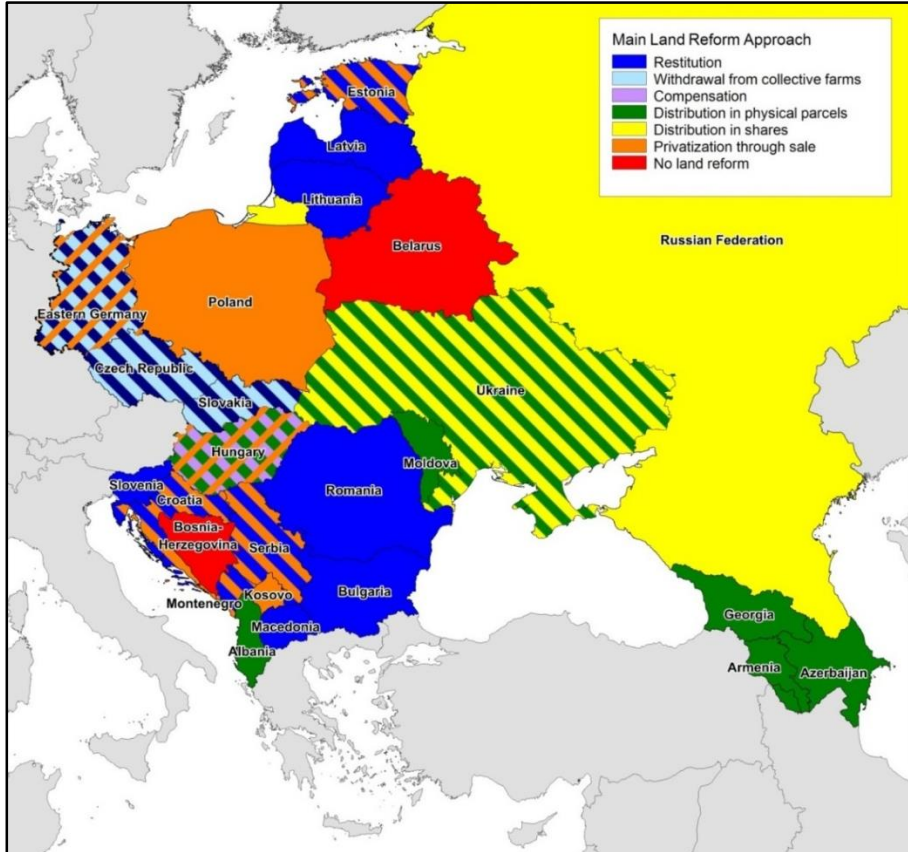 Main Land Reform Approach
Restitution
Withdrawal from collective farms
Compensation
Distribution in physical parcels
Distribution in shares
Privatization through sale
No land reform
Estonia
Latvia
Lithuania
Belarus
Russian Federation
Poland
Eastern Germany
Czech Republic
Slovakia
Ukraine
Hungary
Moldova
Slovenia
Romania
Croatia
Bosnia-
Herzegovina
Serbia
Bulgaria
Kosovo
Montenegro
Macedonia
Albania
Georgia
Armenia
Azerbaijan